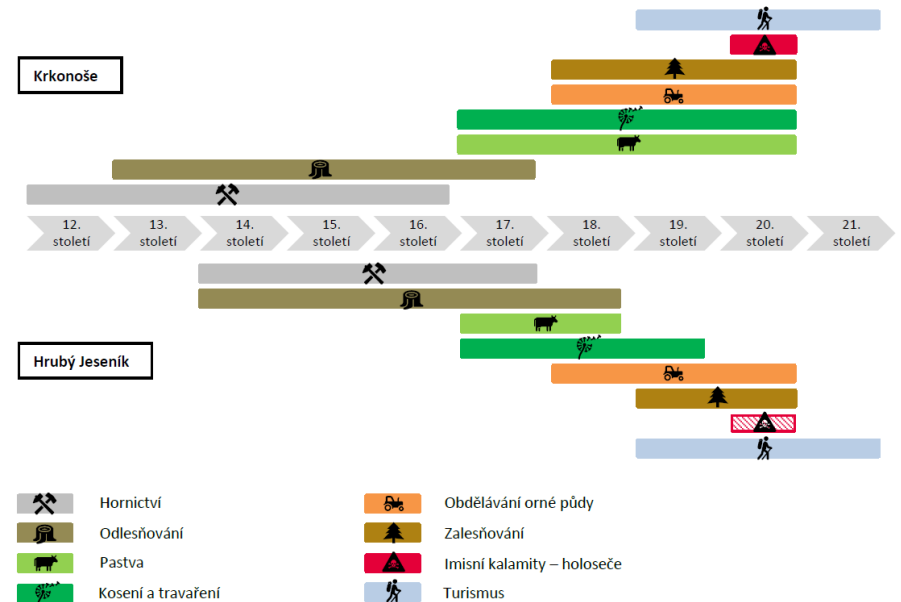 Krkonoše
12. 13. 14. 15. 16. 17. 18. 19. 20. 21.
století století století století století století století století století století
Hrubý Jeseník
Hornictví
Odlesňování
Pastva
Kosení a travaření
Obdělávání orné půdy
Zalesňování
Imisní kalamity – holoseče
Turismus